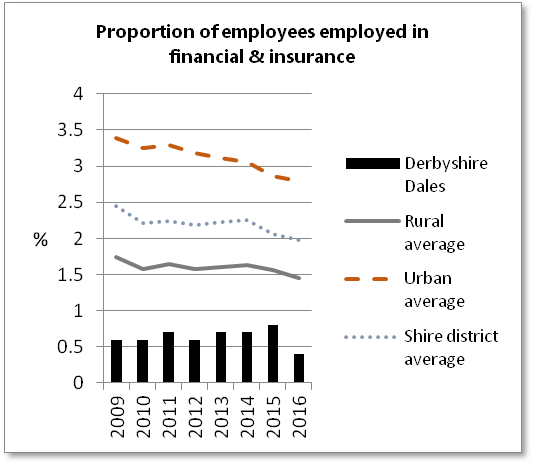 Proportion of employees employed in
financial & insurance
4
3.5
3
2.5
2
1.5
1
0.5
0
%
2009
2010
2011
2012
2013
2014
2015
2016
Derbyshire
Dales
Rural
average
Urban
average
Shire district
average